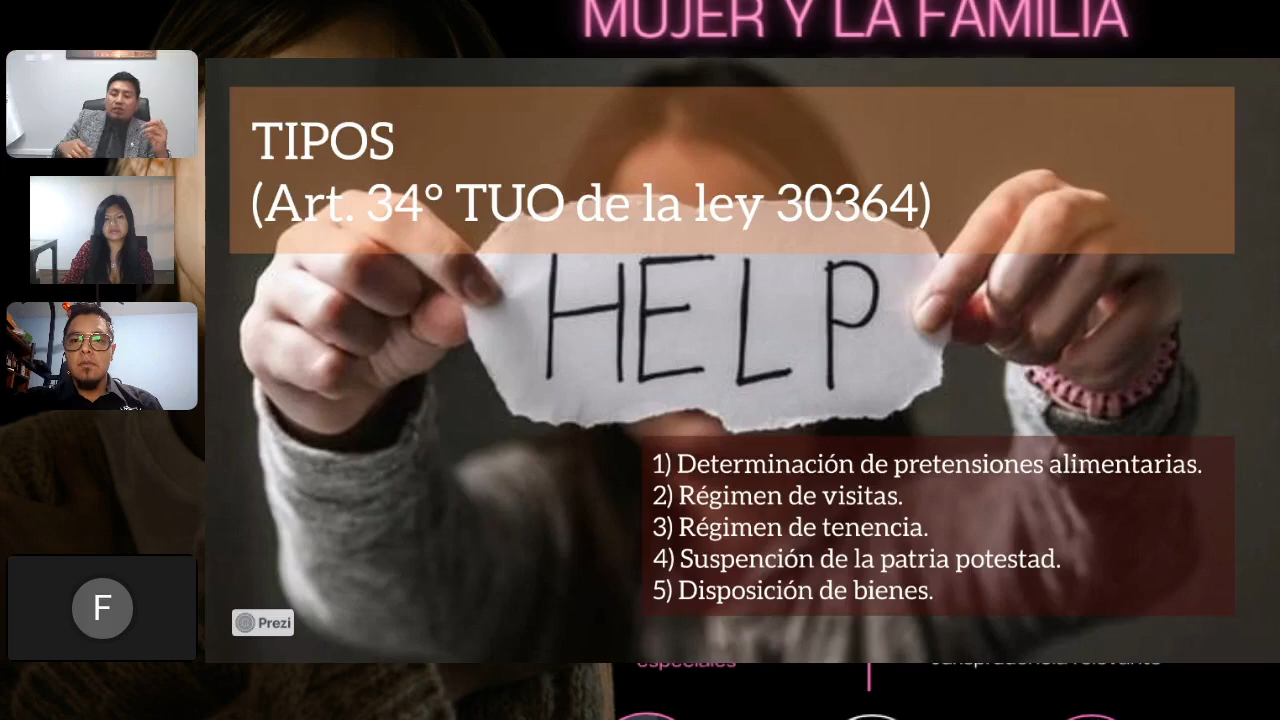 MUJER Y LA FAMILIA
TIPOS
(Art. 34° TUO de la ley 30364)
HELP
1) Determinación de pretensiones alimentarias.
2) Régimen de visitas.
3) Régimen de tenencia.
4) Suspención de la patria potestad.
5) Disposición de bienes.
F
Prezi
especiales